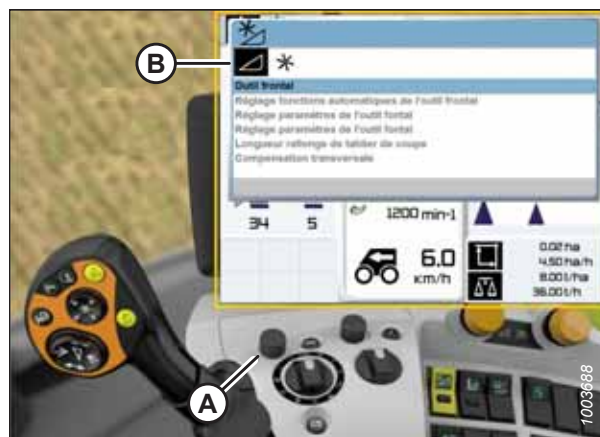 B
Outil frontal
Réglage fonctions automatiques de l'outil frontal
Réglage paramètres de l'outil fontal
Réglage paramètres de l'outil fontal
Longueur rallonge de tablier de coupe
Compensation transversale
34 5
1200 min-1
6.0
km/h
0.02 ha
4.50 ha/h
8.00 l/ha
36.00 l/h
A
1003688